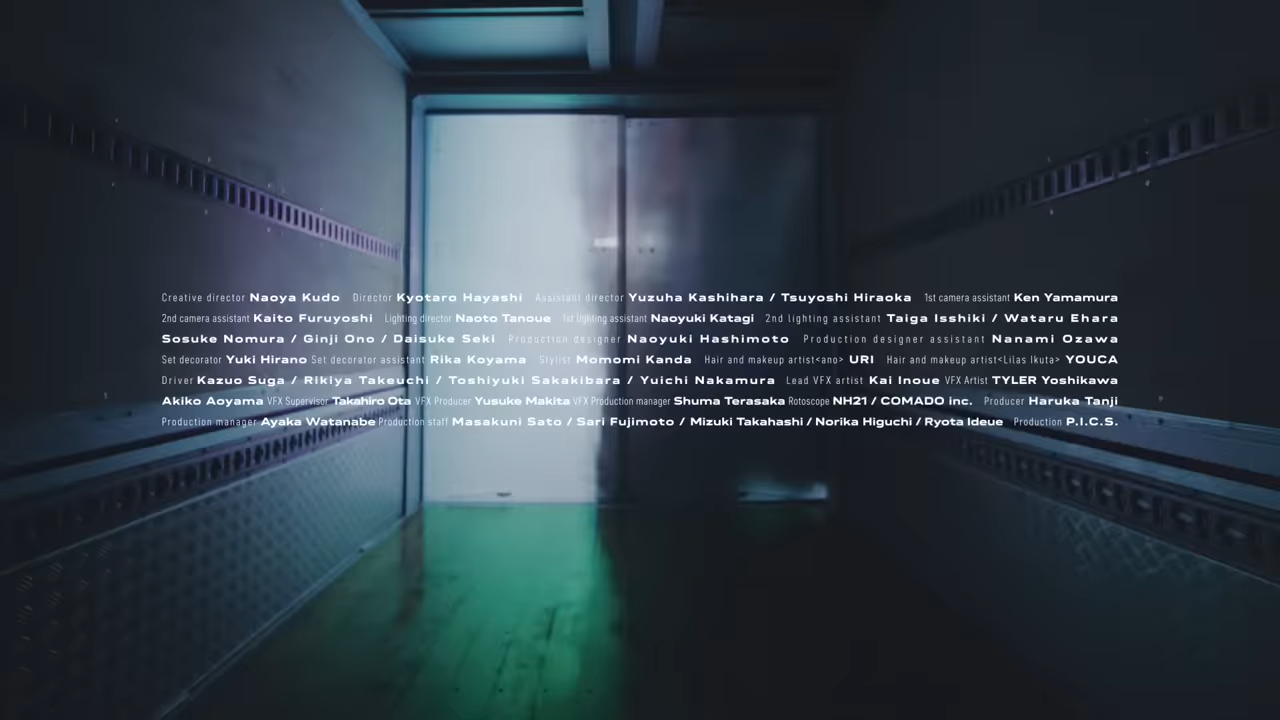 Creative director Naoya Kudo Director Kyotaro Hayashi Assistant director Yuzuha Kashihara / Tsuyoshi Hiraoka 1st camera assistant Ken Yamamura
2nd camera assistant Kaito Furuyoshi Lighting director Naoto Tanoue 1st lighting assistant Naoyuki Katagi 2nd lighting assistant Taiga Isshiki / Wataru Ehara
Sosuke Nomura / Ginji Ono / Daisuke Seki Production designer Naoyuki Hashimoto Production designer assistant Nanami Ozawa
Set decorator Yuki Hirano Set decorator assistant Rika Koyama Stylist Momomi Kanda Hair and makeup artist<ano> URI Hair and makeup artist<Lilas Ikuta> YOUCA
Driver Kazuo Suga / Rikiya Takeuchi / Toshiyuki Sakakibara / Yuichi Nakamura Lead VFX artist Kai Inoue VFX Artist TYLER Yoshikawa
Akiko Aoyama VFX Supervisor Takahiro Ota VFX Producer Yusuke Makita VFX Production manager Shuma Terasaka Rotoscope NH21 / COMADO inc. Producer Haruka Tanji
Production manager Ayaka Watanabe Production staff Masakuni Sato / Sari Fujimoto / Mizuki Takahashi / Norika Higuchi / Ryota Ideue Production P.I.C.S.